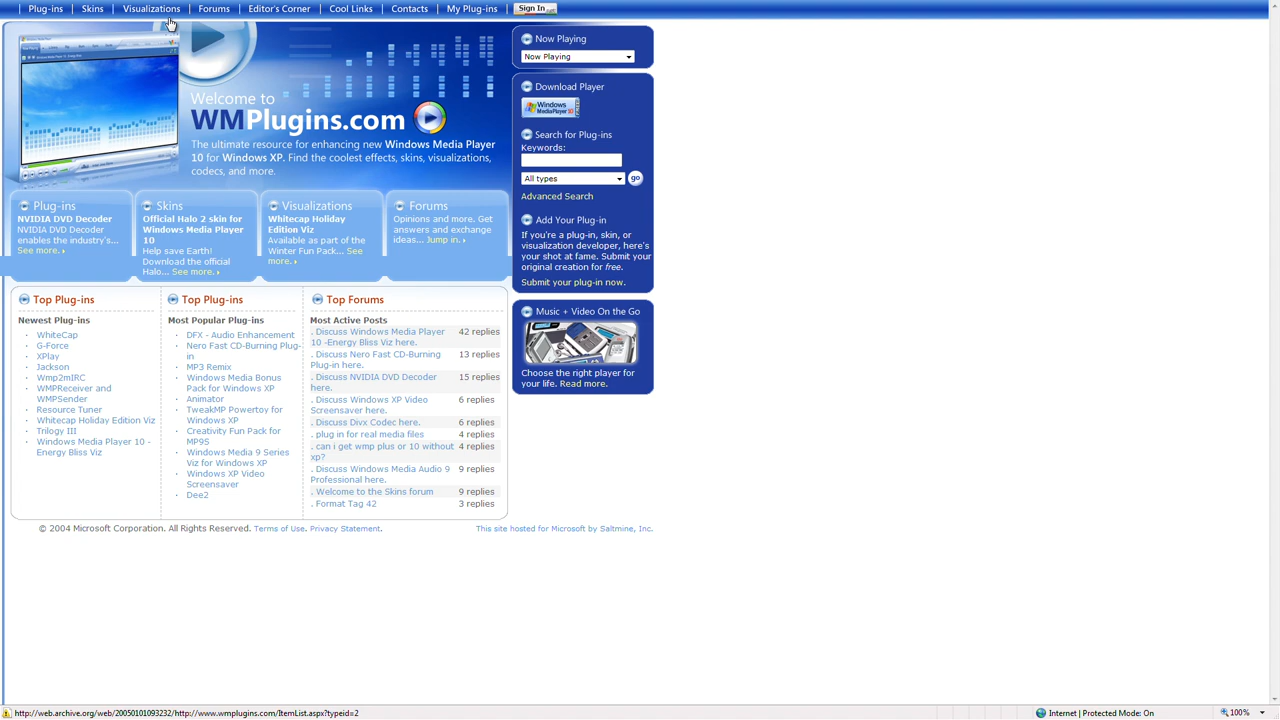 Plug-ins | Skins | Visualizations | Forums | Editor's Corner | Cool Links | Contacts | My Plug-ins | Sign In
Welcome to
WMPlugins.com
The ultimate resource for enhancing new Windows Media Player
10 for Windows XP. Find the coolest effects, skins, visualizations,
codecs, and more.
Plug-ins
NVIDIA DVD Decoder
NVIDIA DVD Decoder
enables the industry's...
See more.
Skins
Official Halo 2 skin for
Windows Media Player
10
Help save Earth!
Download the official
Halo... See more.
Visualizations
Whitecap Holiday
Edition Viz
Available as part of the
Winter Fun Pack... See
more.
Forums
Opinions and more. Get
answers and exchange
ideas... Jump in.
Top Plug-ins
Newest Plug-ins
· WhiteCap
· G-Force
· XPlay
· Jackson
· Wmp2mIRC
· WMPReceiver and
WMPSender
· Resource Tuner
· Whitecap Holiday Edition Viz
· Trilogy III
· Windows Media Player 10 -
Energy Bliss Viz
Top Plug-ins
Most Popular Plug-ins
· DFX - Audio Enhancement
· Nero Fast CD-Burning Plug-
in
· MP3 Remix
· Windows Media Bonus
Pack for Windows XP
· Animator
· TweakMP Powertoy for
Windows XP
· Creativity Fun Pack for
MP9S
· Windows Media 9 Series
Viz for Windows XP
· Windows XP Video
Screensaver
· Dee2
Top Forums
Most Active Posts
. Discuss Windows Media Player 42 replies
10 -Energy Bliss Viz here.
. Discuss Nero Fast CD-Burning 13 replies
Plug-in here.
. Discuss NVIDIA DVD Decoder 15 replies
here.
. Discuss Windows XP Video 6 replies
Screensaver here.
. Discuss Divx Codec here. 6 replies
. plug in for real media files 4 replies
. can i get wmp plus or 10 without 4 replies
xp?
. Discuss Windows Media Audio 9 9 replies
Professional here.
. Welcome to the Skins forum 9 replies
. Format Tag 42 3 replies
Now Playing
Now Playing
Download Player
Windows
MediaPlayer 10
Search for Plug-ins
Keywords:
All types go
Advanced Search
Add Your Plug-in
If you're a plug-in, skin, or
visualization developer, here's
your shot at fame. Submit your
original creation for free.
Submit your plug-in now.
Music + Video On the Go
Choose the right player for
your life. Read more.
© 2004 Microsoft Corporation. All Rights Reserved. Terms of Use. Privacy Statement. This site hosted for Microsoft by Saltmine, Inc.
http://web.archive.org/web/20050101093232/http://www.wmplugins.com/ItemList.aspx?typeid=2 Internet | Protected Mode: On 100%